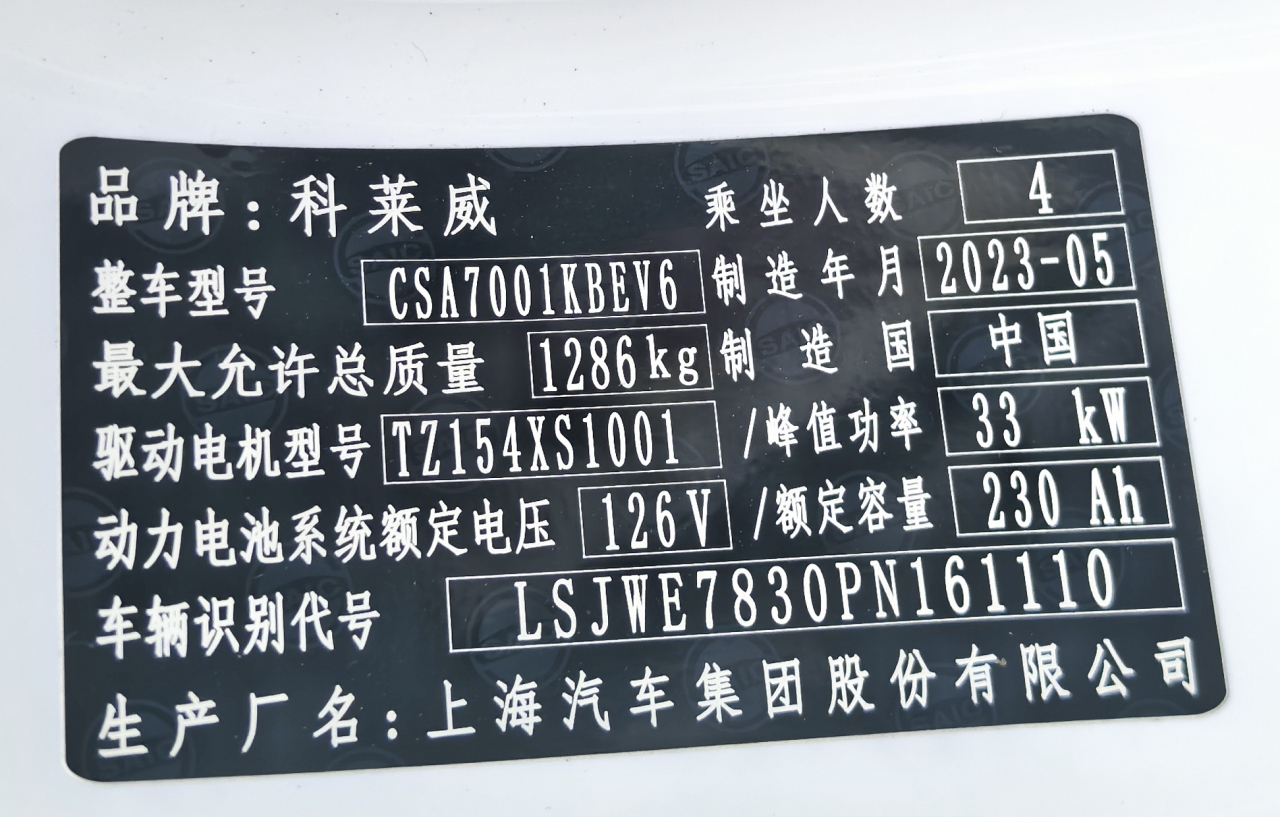 品牌：科莱威 乘坐人数 4
整车型号 CSA7001KBEV6 制造年月 2023-05
最大允许总质量 1286kg 制造国 中国
驱动电机型号 TZ154XS1001 /峰值功率 33 kW
动力电池系统额定电压 126V /额定容量 230 Ah
车辆识别代号 LSJWE7830PN161110
生产厂名：上海汽车集团股份有限公司